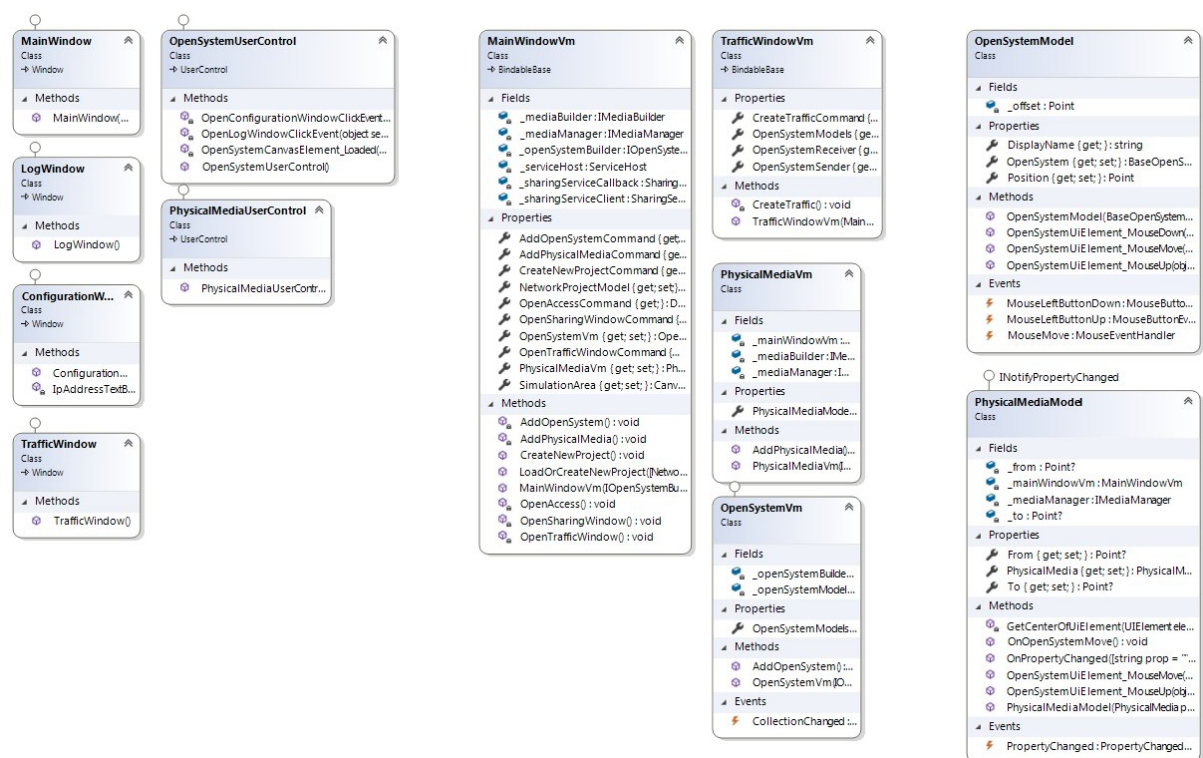 MainWindow
Class
→ Window
Methods
MainWindow(...
LogWindow
Class
→ Window
Methods
LogWindow()
ConfigurationW...
Class
→ Window
Methods
Configuration...
IpAddressTextB...
TrafficWindow
Class
→ Window
Methods
TrafficWindow()
OpenSystemUserControl
Class
→ UserControl
Methods
OpenConfigurationWindowClickEvent...
OpenLogWindowClickEvent(object se...
OpenSystemCanvasElement_Loaded(...
OpenSystemUserControl()
PhysicalMediaUserControl
Class
→ UserControl
Methods
PhysicalMediaUserContr...
MainWindowVm
Class
→ BindableBase
Fields
_mediaBuilder : IMediaBuilder
_mediaManager : IMediaManager
_openSystemBuilder : IOpenSyste...
_serviceHost : ServiceHost
_sharingServiceCallback : Sharing...
_sharingServiceClient : SharingSe...
Properties
AddOpenSystemCommand { get;...
AddPhysicalMediaCommand { ge...
CreateNewProjectCommand { ge...
NetworkProjectModel { get; set;}...
OpenAccessCommand { get; } : D...
OpenSharingWindowCommand {...
OpenSystemVm { get; set; } : Ope...
OpenTrafficWindowCommand {...
PhysicalMediaVm { get; set; } : Ph...
SimulationArea { get; set; } : Canv...
Methods
AddOpenSystem() : void
AddPhysicalMedia() : void
CreateNewProject() : void
LoadOrCreateNewProject([Netwo...
MainWindowVm(IOpenSystemBu...
OpenAccess() : void
OpenSharingWindow() : void
OpenTrafficWindow() : void
TrafficWindowVm
Class
→ BindableBase
Properties
CreateTrafficCommand {...
OpenSystemModels { ge...
OpenSystemReceiver { g...
OpenSystemSender { ge...
Methods
CreateTraffic() : void
TrafficWindowVm(Main...
PhysicalMediaVm
Class
Fields
_mainWindowVm :...
_mediaBuilder : IMe...
_mediaManager : I...
Properties
PhysicalMediaMode...
Methods
AddPhysicalMedia()...
PhysicalMediaVm(I...
OpenSystemVm
Class
Fields
_openSystemBuilde...
_openSystemModel...
Properties
OpenSystemModels...
Methods
AddOpenSystem() :...
OpenSystemVm(IO...
Events
CollectionChanged :...
OpenSystemModel
Class
Fields
_offset : Point
Properties
DisplayName { get; } : string
OpenSystem { get; set; } : BaseOpenS...
Position { get; set; } : Point
Methods
OpenSystemModel(BaseOpenSystem...
OpenSystemUiElement_MouseDown(...
OpenSystemUiElement_MouseMove(...
OpenSystemUiElement_MouseUp(obj...
Events
MouseLeftButtonDown : MouseButto...
MouseLeftButtonUp : MouseButtonEv...
MouseMove : MouseEventHandler
INotifyPropertyChanged
PhysicalMediaModel
Class
Fields
_from : Point?
_mainWindowVm : MainWindowVm
_mediaManager : IMediaManager
_to : Point?
Properties
From { get; set; } : Point?
PhysicalMedia { get; set; } : PhysicalM...
To { get; set; } : Point?
Methods
GetCenterOfUiElement(UIElement ele...
OnOpenSystemMove() : void
OnPropertyChanged([string prop = ""...
OpenSystemUiElement_MouseMove(...
OpenSystemUiElement_MouseUp(obj...
PhysicalMediaModel(PhysicalMedia p...
Events
PropertyChanged : PropertyChanged...